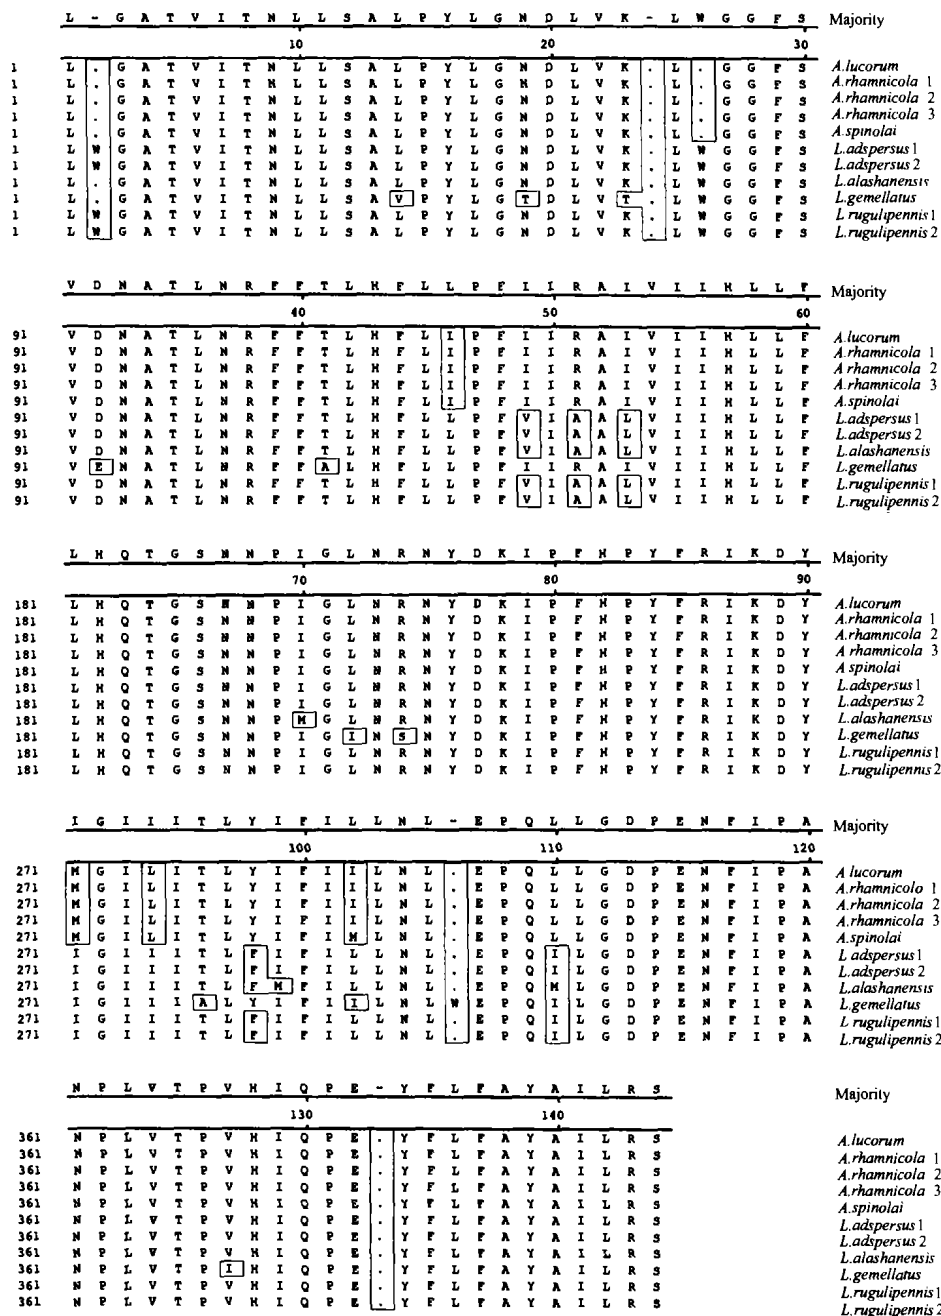 L - G A T V I T N L L S A L P Y L G N D L V K - L W G G F S Majority
10 20 30
1 L . G A T V I T N L L S A L P Y L G N D L V K . L . G G F S A.lucorum
1 L . G A T V I T N L L S A L P Y L G N D L V K . L . G G F S A.rhamnicola 1
1 L . G A T V I T N L L S A L P Y L G N D L V K . L . G G F S A.rhamnicola 2
1 L . G A T V I T N L L S A L P Y L G N D L V K . L . G G F S A.rhamnicola 3
1 L . G A T V I T N L L S A L P Y L G N D L V K . L . G G F S A.spinolai
1 L W G A T V I T N L L S A L P Y L G N D L V K . L W G G F S L.adspersus 1
1 L W G A T V I T N L L S A L P Y L G N D L V K . L W G G F S L.adspersus 2
1 L . G A T V I T N L L S A L P Y L G N D L V K . L W G G F S L.alashanensis
1 L . G A T V I T N L L S A V P Y L G T D L V T . L W G G F S L.gemellatus
1 L W G A T V I T N L L S A L P Y L G N D L V K . L W G G F S L rugulipennis1
1 L W G A T V I T N L L S A L P Y L G N D L V K . L W G G F S L.rugulipennis 2
V D N A T L N R F F T L H F L L P F I I R A I V I I H L L F Majority
40 50 60
91 V D N A T L N R F F T L H F L I P F I I R A I V I I H L L F A.lucorum
91 V D N A T L N R F F T L H F L I P F I I R A I V I I H L L F A.rhamnicola 1
91 V D N A T L N R F F T L H F L I P F I I R A I V I I H L L F A.rhamnicola 2
91 V D N A T L N R F F T L H F L I P F I I R A I V I I H L L F A.rhamnicola 3
91 V D N A T L N R F F T L H F L I P F I I R A I V I I H L L F A.spinolai
91 V D N A T L N R F F T L H F L L P F V I A A L V I I H L L F L.adspersus 1
91 V D N A T L N R F F T L H F L L P F V I A A L V I I H L L F L.adspersus 2
91 V D N A T L N R F F T L H F L L P F V I A A L V I I H L L F L.alashanensis
91 V E N A T L N R F F A L H F L L P F I I R A I V I I H L L F L.gemellatus
91 V D N A T L N R F F T L H F L L P F V I A A L V I I H L L F L.rugulipennis 1
91 V D N A T L N R F F T L H F L L P F V I A A L V I I H L L F L.rugulipennis 2
L H Q T G S N N P I G L N R N Y D K I P F H P Y F R I K D Y Majority
70 80 90
181 L H Q T G S N N P I G L N R N Y D K I P F H P Y F R I K D Y A.lucorum
181 L H Q T G S N N P I G L N R N Y D K I P F H P Y F R I K D Y A.rhamnicola 1
181 L H Q T G S N N P I G L N R N Y D K I P F H P Y F R I K D Y A.rhamnicola 2
181 L H Q T G S N N P I G L N R N Y D K I P F H P Y F R I K D Y A rhamnicola 3
181 L H Q T G S N N P I G L N R N Y D K I P F H P Y F R I K D Y A spinolai
181 L H Q T G S N N P I G L N R N Y D K I P F H P Y F R I K D Y L.adspersus 1
181 L H Q T G S N N P I G L N R N Y D K I P F H P Y F R I K D Y L.adspersus 2
181 L H Q T G S N N P M G L N R N Y D K I P F H P Y F R I K D Y L.alashanensis
181 L H Q T G S N N P I G I N S N Y D K I P F H P Y F R I K D Y L.gemellatus
181 L H Q T G S N N P I G L N R N Y D K I P F H P Y F R I K D Y L.rugulipennis 1
181 L H Q T G S N N P I G L N R N Y D K I P F H P Y F R I K D Y L.rugulipennis 2
I G I I I T L Y I F I L L N L - E P Q L L G D P E N F I P A Majority
100 110 120
271 M G I L I T L Y I F I I L N L . E P Q L L G D P E N F I P A A lucorum
271 M G I L I T L Y I F I I L N L . E P Q L L G D P E N F I P A A.rhamnicolo 1
271 M G I L I T L Y I F I I L N L . E P Q L L G D P E N F I P A A.rhamnicola 2
271 M G I L I T L Y I F I I L N L . E P Q L L G D P E N F I P A A.rhamnicola 3
271 M G I L I T L Y I F I M L N L . E P Q L L G D P E N F I P A A.spinolai
271 I G I I I T L F I F I L L N L . E P Q I L G D P E N F I P A L adspersus 1
271 I G I I I T L F I F I L L N L . E P Q I L G D P E N F I P A L.adspersus 2
271 I G I I I T L F M F I L L N L . E P Q M L G D P E N F I P A L.alashanensis
271 I G I I I A L Y I F I I L N L W E P Q I L G D P E N F I P A L.gemellatus
271 I G I I I T L F I F I L L N L . E P Q I L G D P E N F I P A L rugulipennis 1
271 I G I I I T L F I F I L L N L . E P Q I L G D P E N F I P A L.rugulipennis 2
N P L V T P V H I Q P E - Y F L F A Y A I L R S Majority
130 140
361 N P L V T P V H I Q P E . Y F L F A Y A I L R S A.lucorum
361 N P L V T P V H I Q P E . Y F L F A Y A I L R S A.rhamnicola 1
361 N P L V T P V H I Q P E . Y F L F A Y A I L R S A.rhamnicola 2
361 N P L V T P V H I Q P E . Y F L F A Y A I L R S A.rhamnicola 3
361 N P L V T P V H I Q P E . Y F L F A Y A I L R S A.spinolai
361 N P L V T P V H I Q P E . Y F L F A Y A I L R S L.adspersus 1
361 N P L V T P V H I Q P E . Y F L F A Y A I L R S L.adspersus 2
361 N P L V T P V H I Q P E . Y F L F A Y A I L R S L.alashanensis
361 N P L V T P I H I Q P E . Y F L F A Y A I L R S L.gemellatus
361 N P L V T P V H I Q P E . Y F L F A Y A I L R S L.rugulipennis 1
361 N P L V T P V H I Q P E . Y F L F A Y A I L R S L.rugulipennis 2